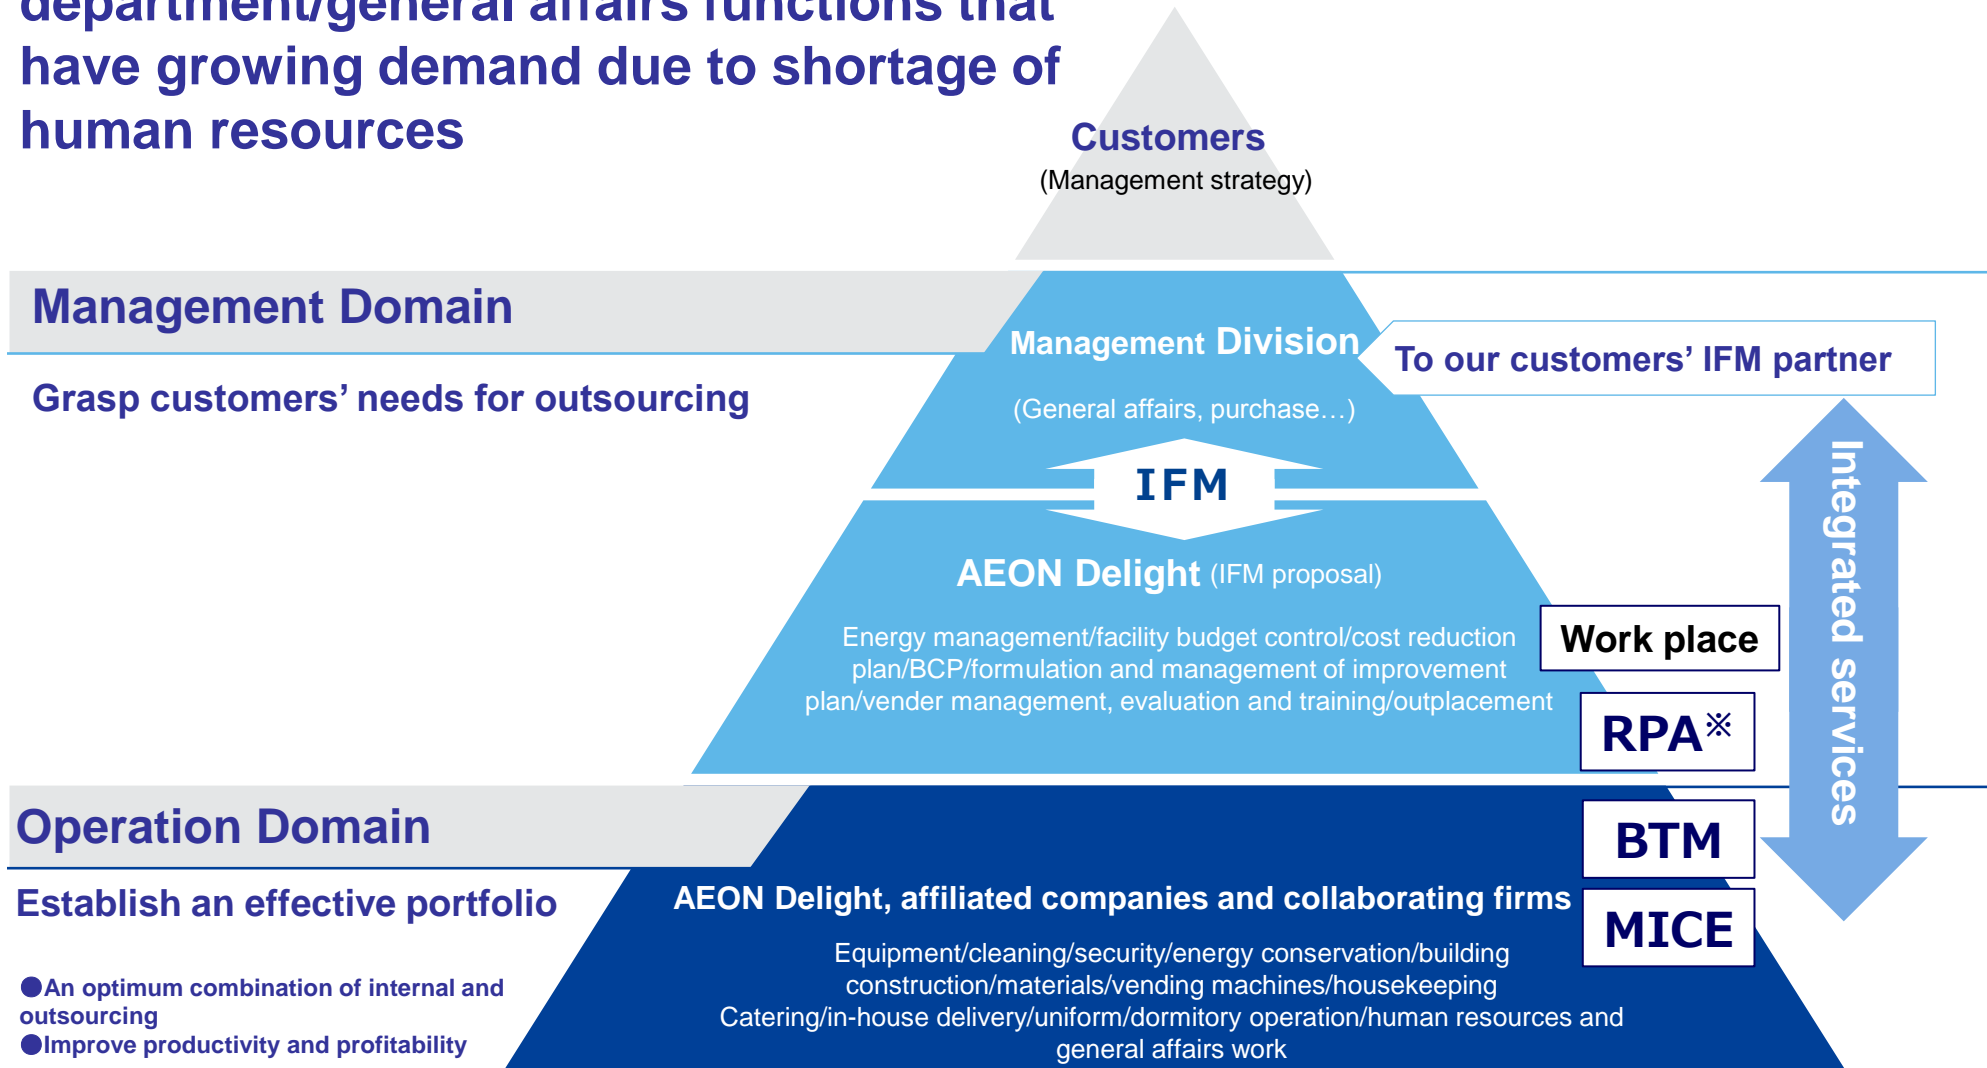 department/general affairs functions that
have growing demand due to shortage of
human resources
Customers
(Management strategy)
Management Domain
Grasp customers’ needs for outsourcing
Management Division
(General affairs, purchase…)
To our customers’ IFM partner
IFM
AEON Delight (IFM proposal)
Energy management/facility budget control/cost reduction
plan/BCP/formulation and management of improvement
plan/vender management, evaluation and training/outplacement
Work place
RPA※
Integrated services
Operation Domain
Establish an effective portfolio
●An optimum combination of internal and
outsourcing
●Improve productivity and profitability
BTM
MICE
AEON Delight, affiliated companies and collaborating firms
Equipment/cleaning/security/energy conservation/building
construction/materials/vending machines/housekeeping
Catering/in-house delivery/uniform/dormitory operation/human resources and
general affairs work